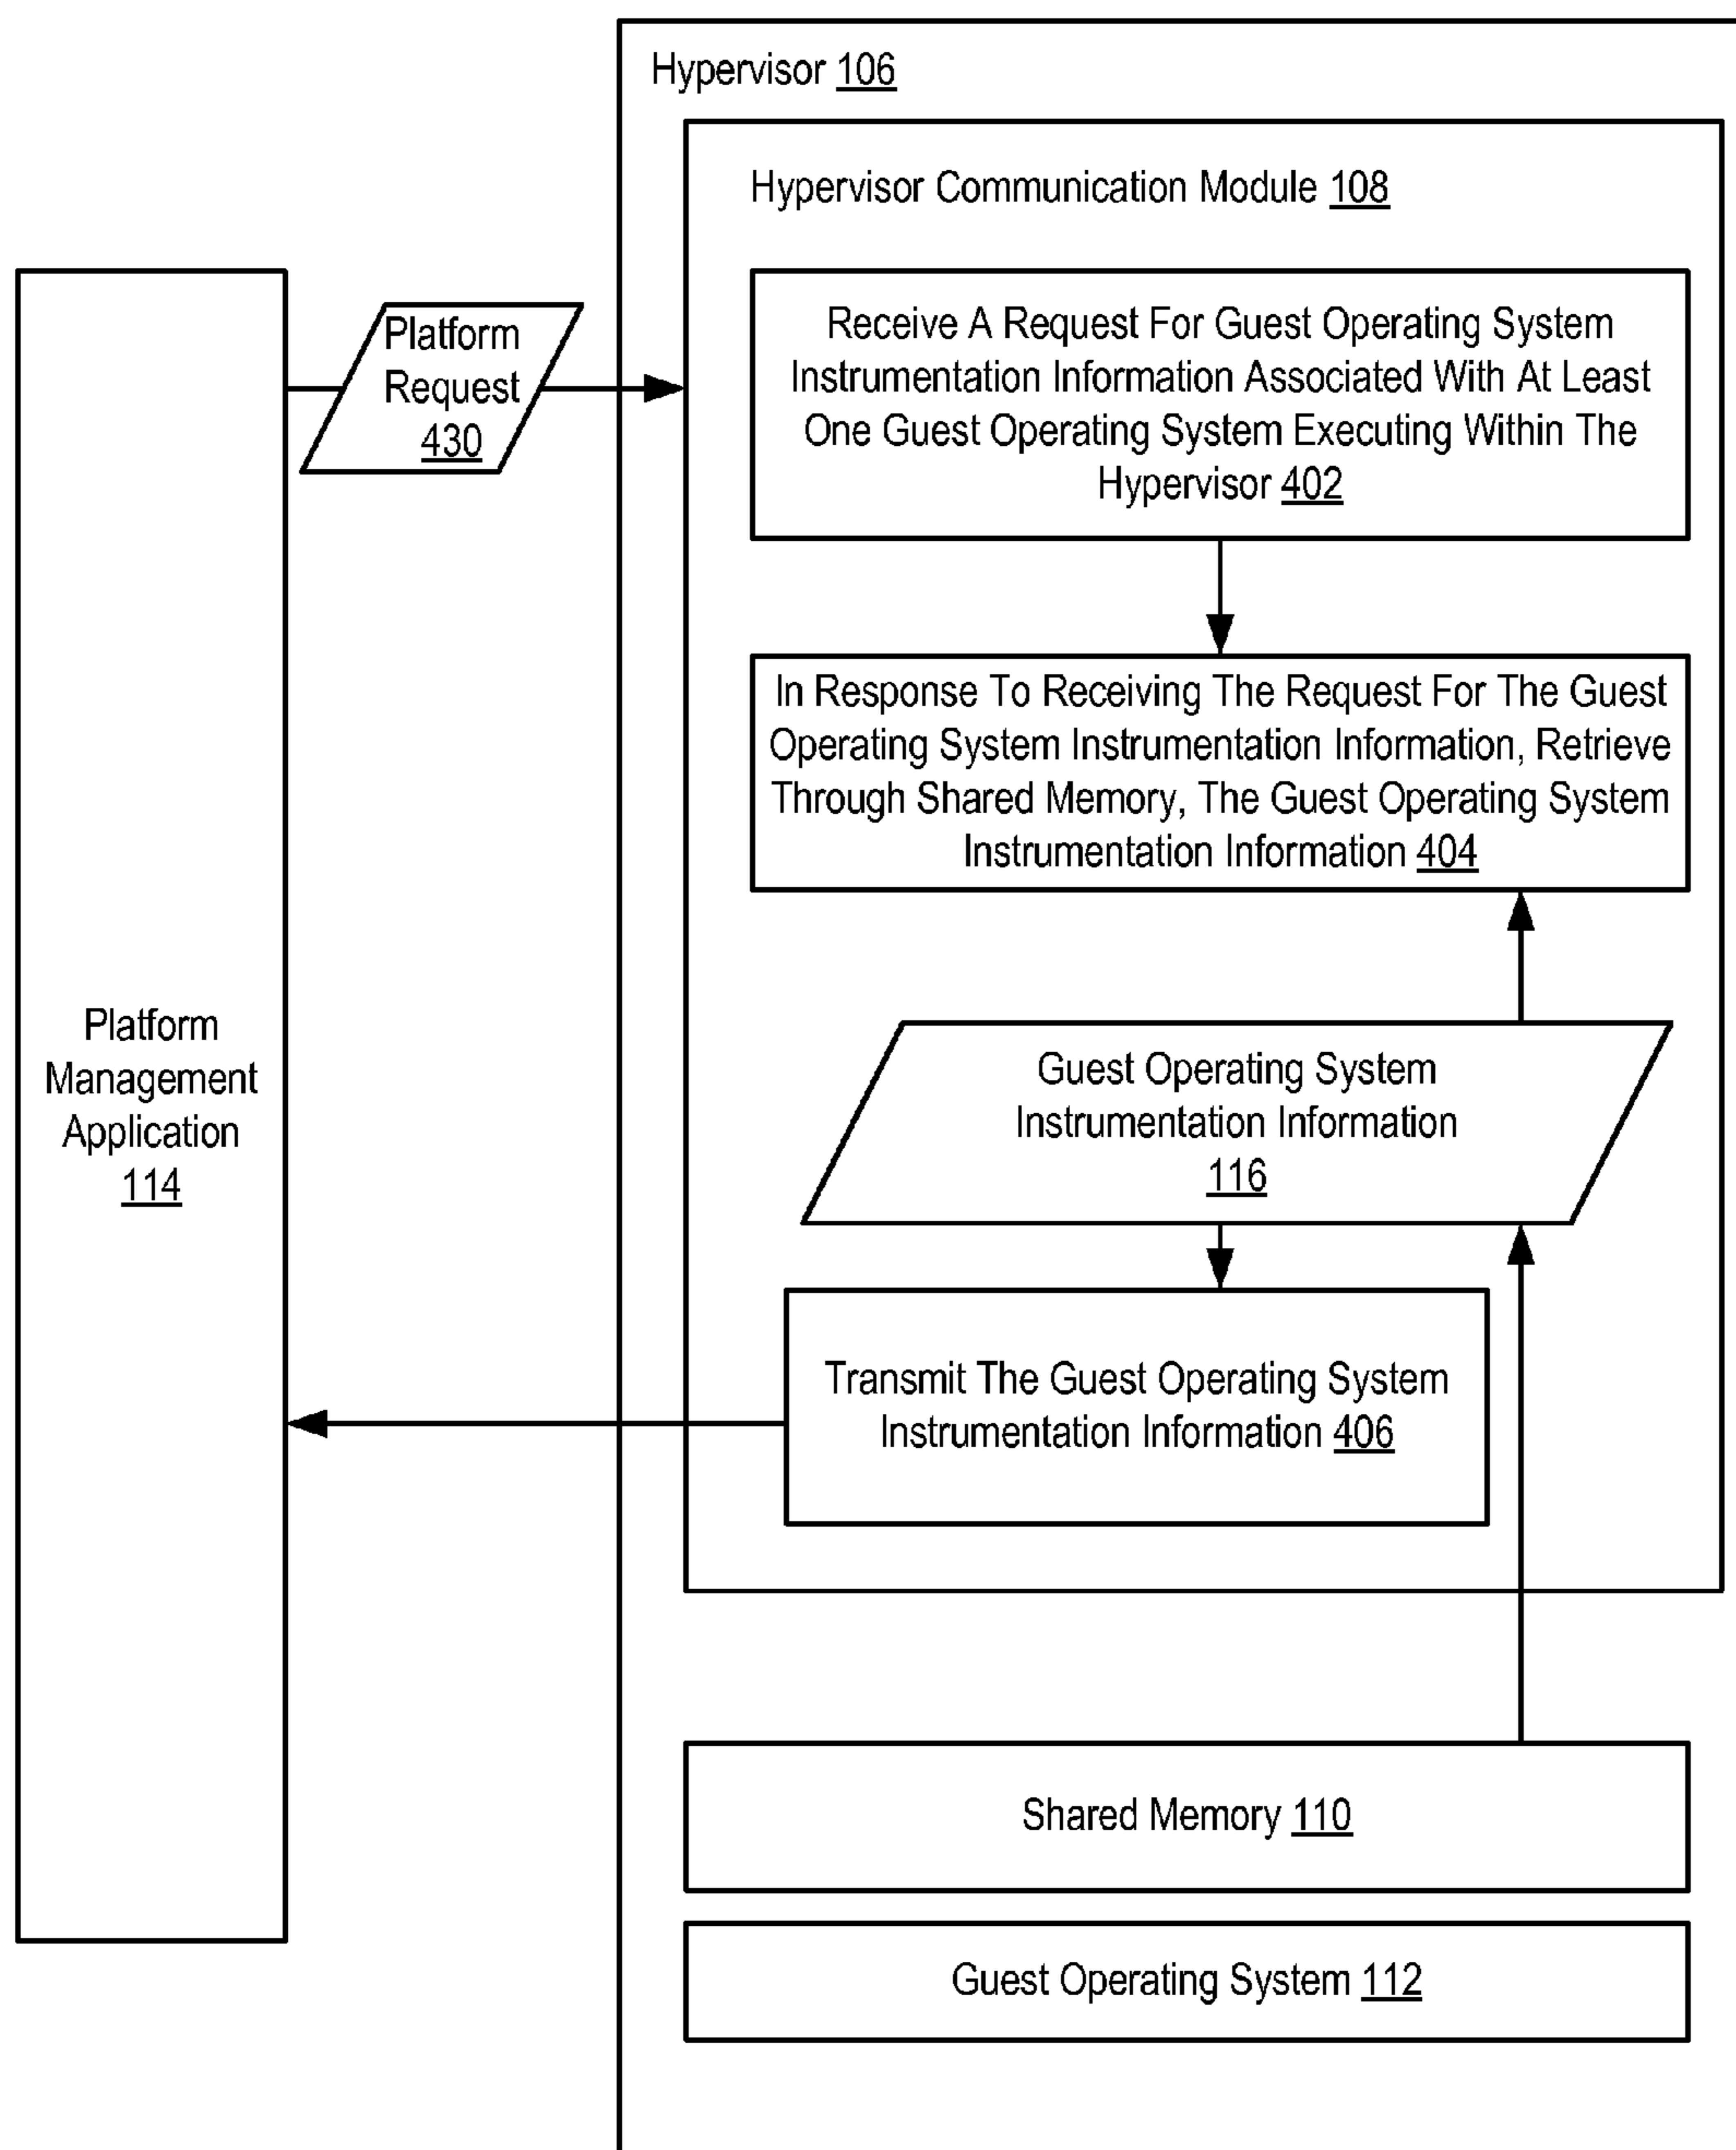 Hypervisor 106
Hypervisor Communication Module 108
Platform
Request
430
Receive A Request For Guest Operating System
Instrumentation Information Associated With At Least
One Guest Operating System Executing Within The
Hypervisor 402
In Response To Receiving The Request For The Guest
Operating System Instrumentation Information, Retrieve
Through Shared Memory, The Guest Operating System
Instrumentation Information 404
Platform
Management
Application
114
Guest Operating System
Instrumentation Information
116
Transmit The Guest Operating System
Instrumentation Information 406
Shared Memory 110
Guest Operating System 112